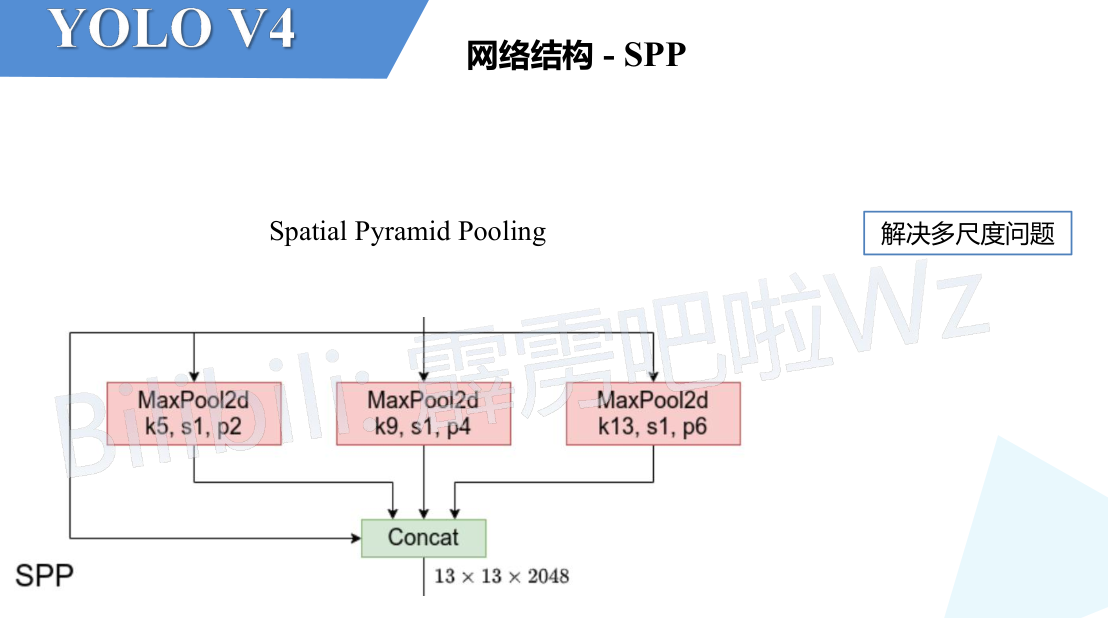 YOLO V4
网络结构 - SPP
Spatial Pyramid Pooling
解决多尺度问题
Bilibili: 霹雳吧啦Wz
MaxPool2d
k5, s1, p2
MaxPool2d
k9, s1, p4
MaxPool2d
k13, s1, p6
Concat
SPP
13 × 13 × 2048